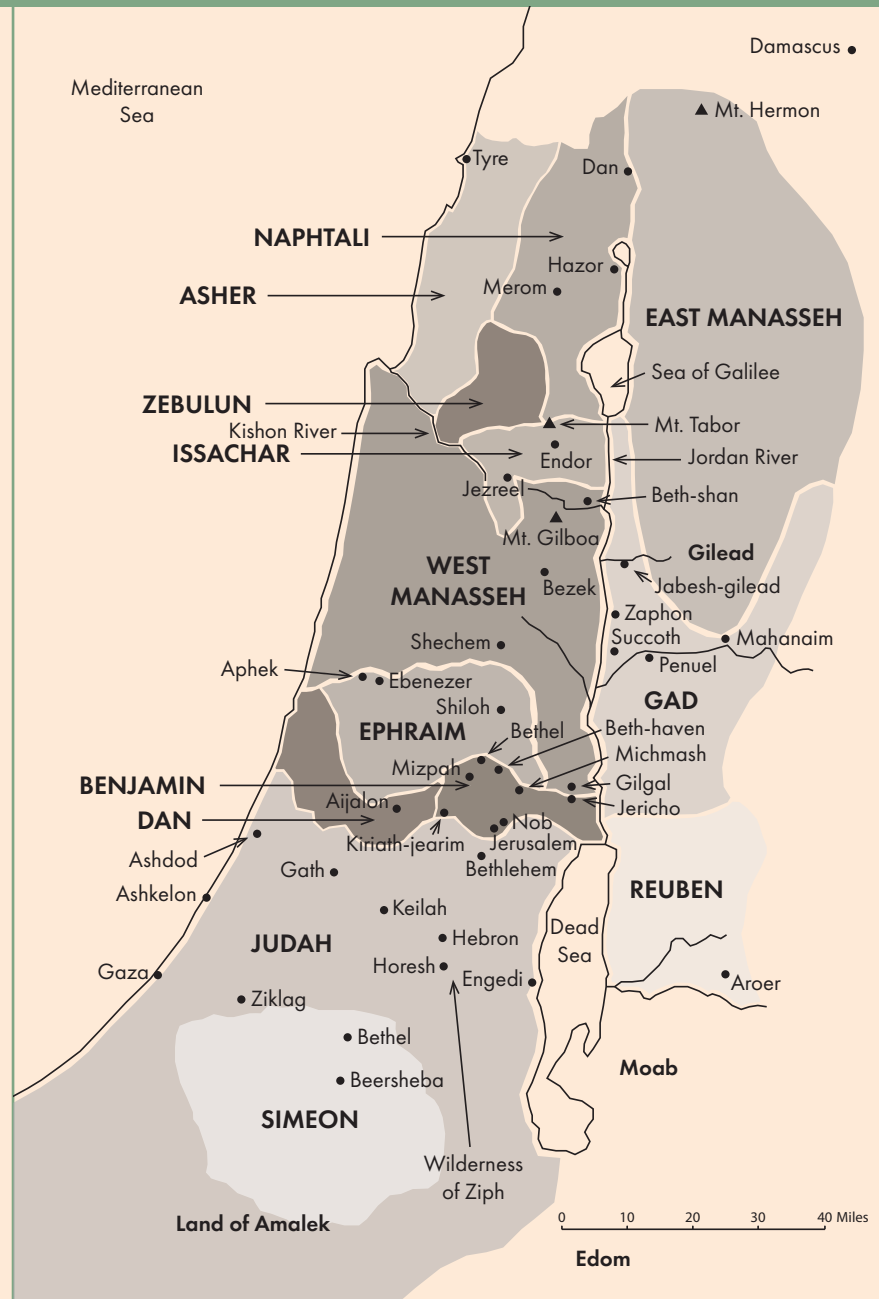 Damascus
Mediterranean
Sea
Mt. Hermon
Tyre
Dan
NAPHTALI
Hazor
Merom
ASHER
EAST MANASSEH
Sea of Galilee
ZEBULUN
Mt. Tabor
Kishon River
ISSACHAR
Endor
Jordan River
Jezreel
Beth-shan
Mt. Gilboa
Gilead
WEST
MANASSEH
Bezek
Jabesh-gilead
Zaphon
Succoth
Mahanaim
Shechem
Penuel
Aphek
Ebenezer
GAD
Shiloh
EPHRAIM
Bethel
Beth-haven
Michmash
Mizpah
BENJAMIN
Gilgal
Aijalon
Jericho
DAN
Nob
Kiriath-jearim
Jerusalem
Ashdod
Gath
Bethlehem
Ashkelon
REUBEN
Keilah
Dead
Sea
JUDAH
Hebron
Horesh
Gaza
Engedi
Aroer
Ziklag
Bethel
Moab
Beersheba
SIMEON
Wilderness
of Ziph
Land of Amalek
0 10 20 30 40 Miles
Edom